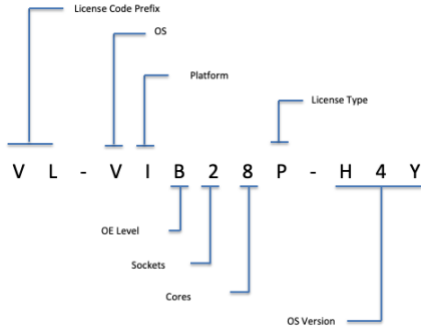 License Code Prefix
OS
Platform
License Type
V L - V I B 2 8 P - H 4 Y
OE Level
Sockets
Cores
OS Version